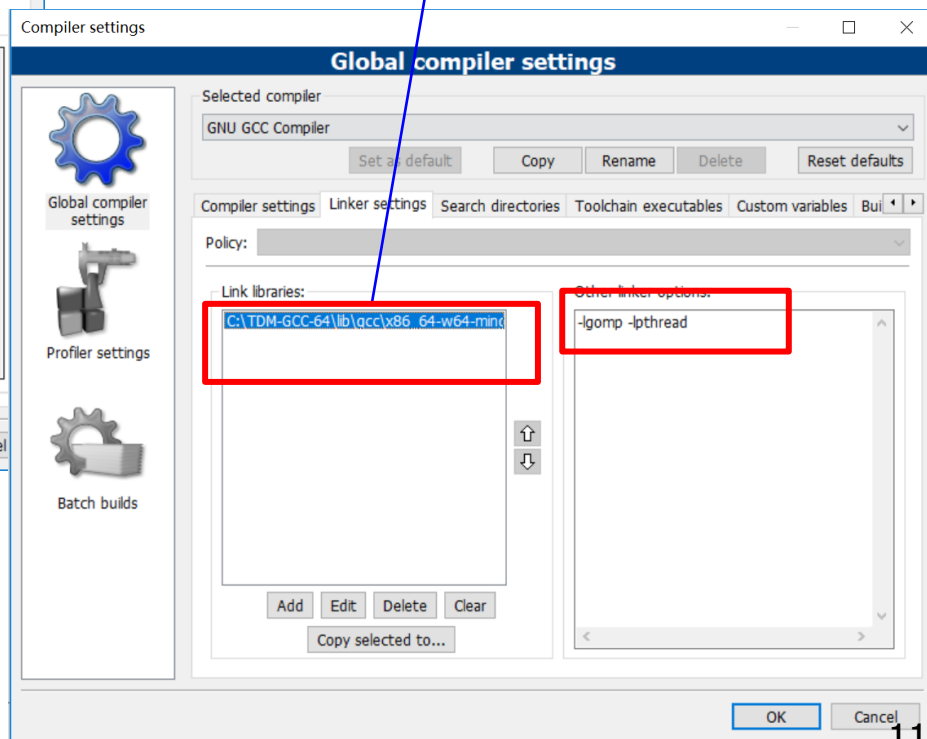 Compiler settings
Global compiler settings
Selected compiler
GNU GCC Compiler
Set as default Copy Rename Delete Reset defaults
Global compiler
settings
Compiler settings Linker settings Search directories Toolchain executables Custom variables Bui
Policy:
Link libraries:
Other linker options:
C:\TDM-GCC-64\lib\gcc\x86_64-w64-ming
-lgomp -lpthread
Profiler settings
Batch builds
Add Edit Delete Clear
Copy selected to...
OK Cancel
11